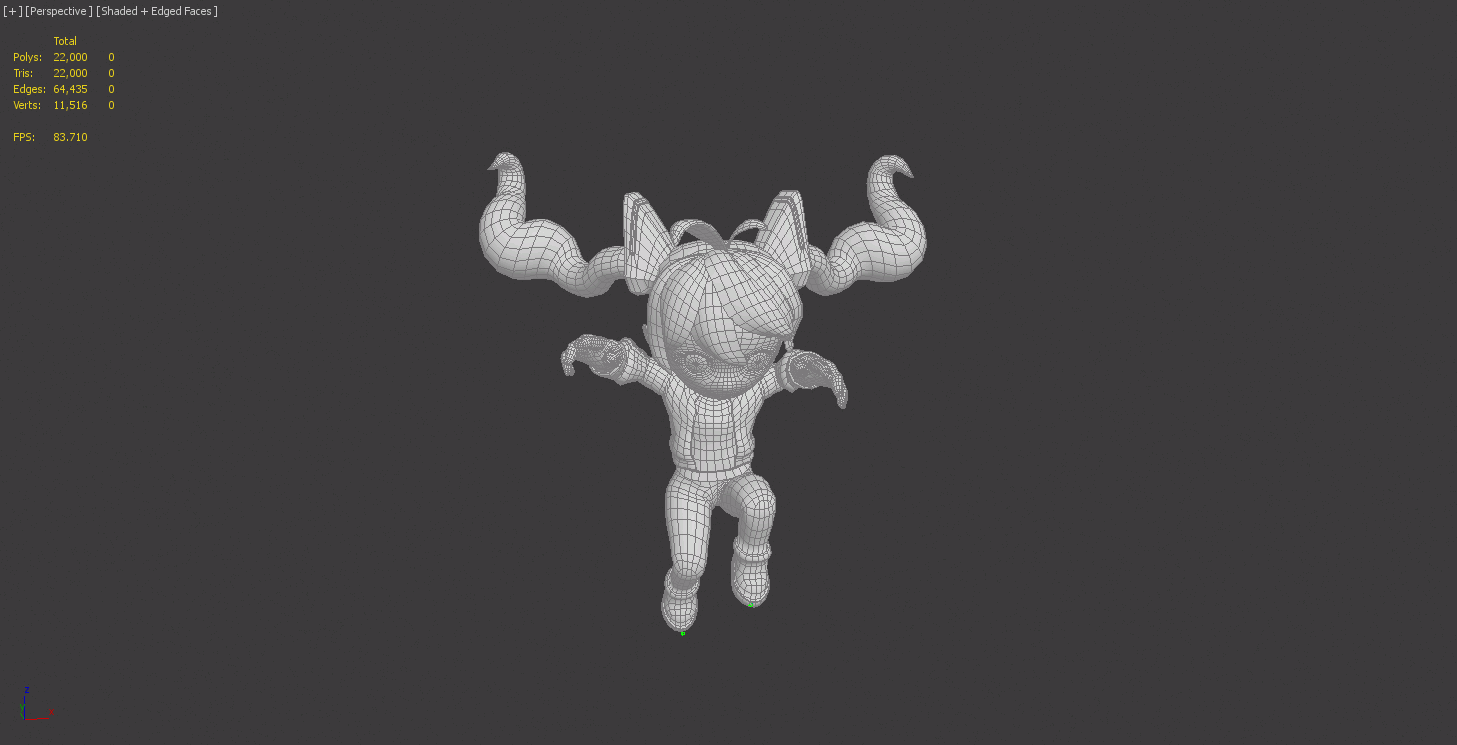 [+] [Perspective] [Shaded + Edged Faces]
Total
Polys: 22,000 0
Tris: 22,000 0
Edges: 64,435 0
Verts: 11,516 0
FPS: 83.710
z